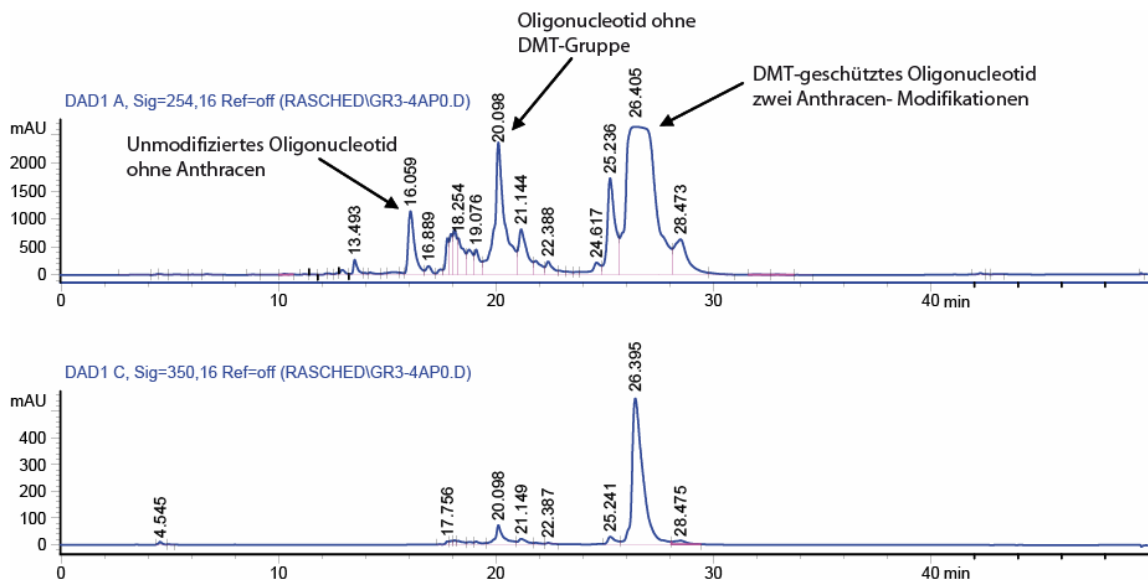 Oligonucleotid ohne
DMT-Gruppe
DMT-geschütztes Oligonucleotid
zwei Anthracen- Modifikationen
DAD1 A, Sig=254,16 Ref=off (RASCHED\GR3-4AP0.D)
mAU
Unmodifiziertes Oligonucleotid
ohne Anthracen
2000
1500
1000
500
0
13.493
16.059
16.889
18.254
19.076
20.098
21.144
22.388
24.617
25.236
26.405
28.473
0 10 20 30 40 min
DAD1 C, Sig=350,16 Ref=off (RASCHED\GR3-4AP0.D)
mAU
400
300
200
100
0
4.545
17.756
20.098
21.149
22.387
25.241
26.395
28.475
0 10 20 30 40 min